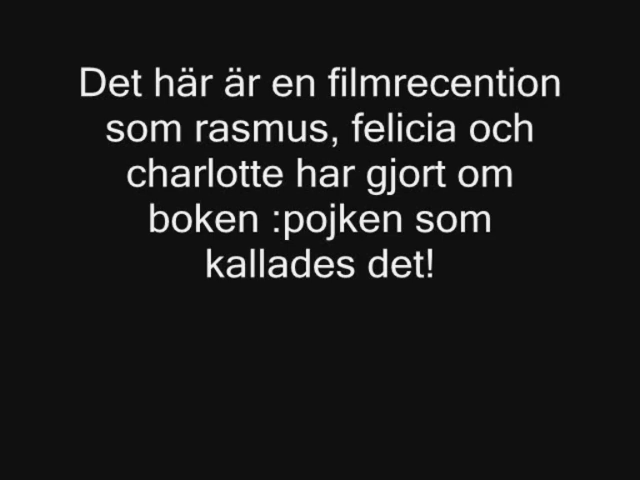 Det här är en filmrecention
som rasmus, felicia och
charlotte har gjort om
boken :pojken som
kallades det!